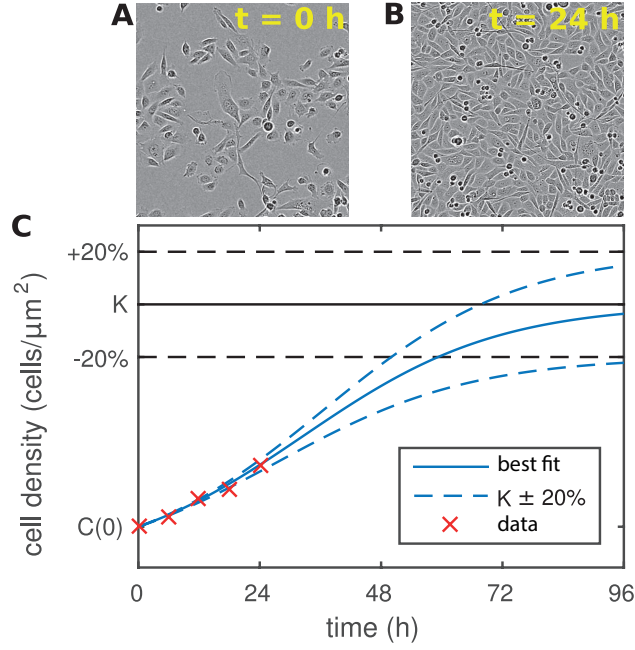 A
t = 0 h
B
t = 24 h
C
cell density (cells/μm²)
+20%
K
-20%
C(0)
best fit
K ± 20%
data
0
24
48
72
96
time (h)